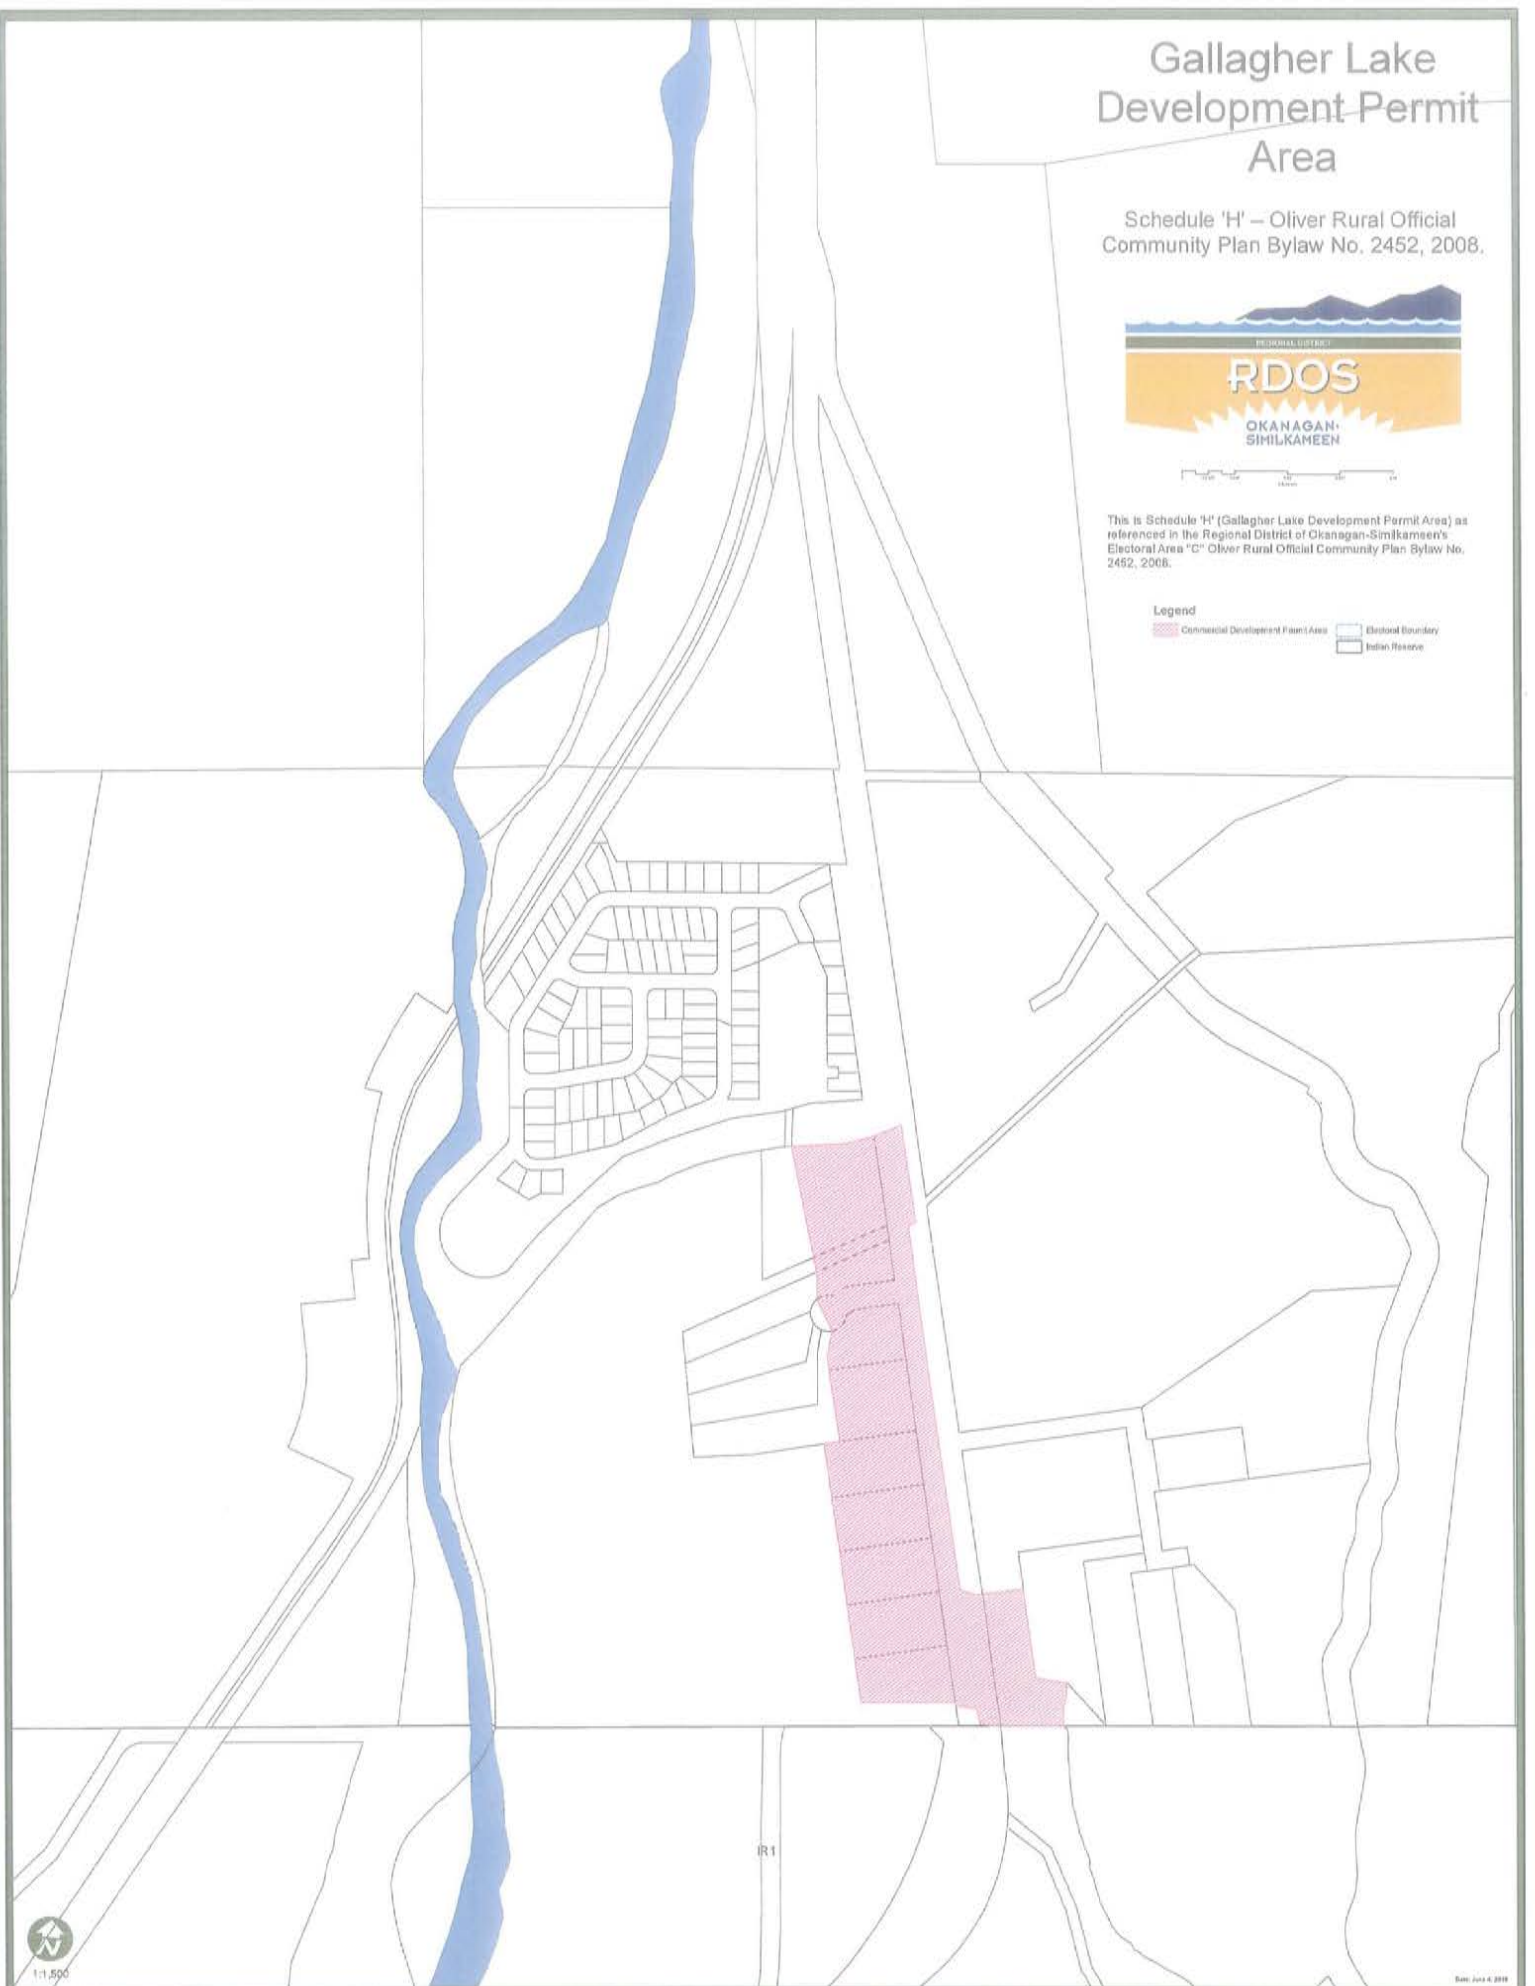 Gallagher Lake
Development Permit
Area
Schedule 'H' – Oliver Rural Official
Community Plan Bylaw No. 2452, 2008.
REGIONAL DISTRICT
RDOS
OKANAGAN-
SIMILKAMEEN
This is Schedule 'H' (Gallagher Lake Development Permit Area) as
referenced in the Regional District of Okanagan-Similkameen's
Electoral Area "C" Oliver Rural Official Community Plan Bylaw No.
2452, 2008.
Legend
Commercial Development Permit Area
Electoral Boundary
Indian Reserve
IR1
N
1:1,500